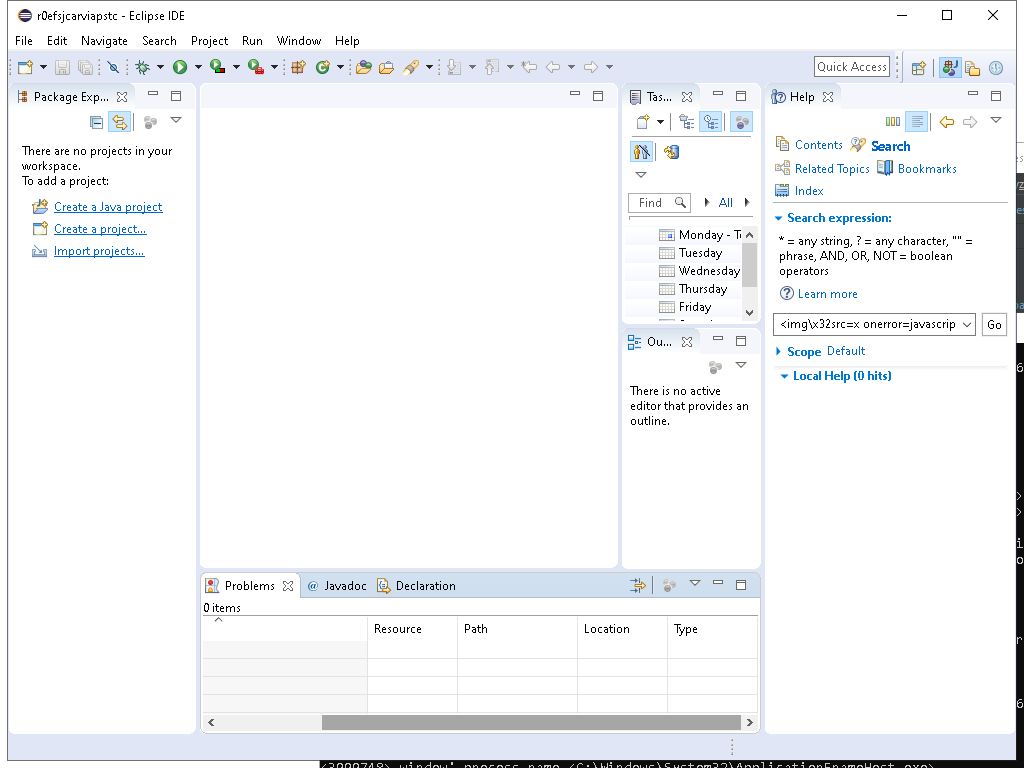 r0efsjcarviapstc - Eclipse IDE
File Edit Navigate Search Project Run Window Help
Quick Access
Package Exp...
There are no projects in your
workspace.
To add a project:
Create a Java project
Create a project...
Import projects...
Tas...
Find All
Monday - T
Tuesday
Wednesday
Thursday
Friday
Ou...
There is no active
editor that provides an
outline.
Help
Contents Search
Related Topics Bookmarks
Index
Search expression:
* = any string, ? = any character, "" =
phrase, AND, OR, NOT = boolean
operators
Learn more
<img\x32src=x onerror=javascrip Go
Scope Default
Local Help (0 hits)
Problems @ Javadoc Declaration
0 items
Resource Path Location Type